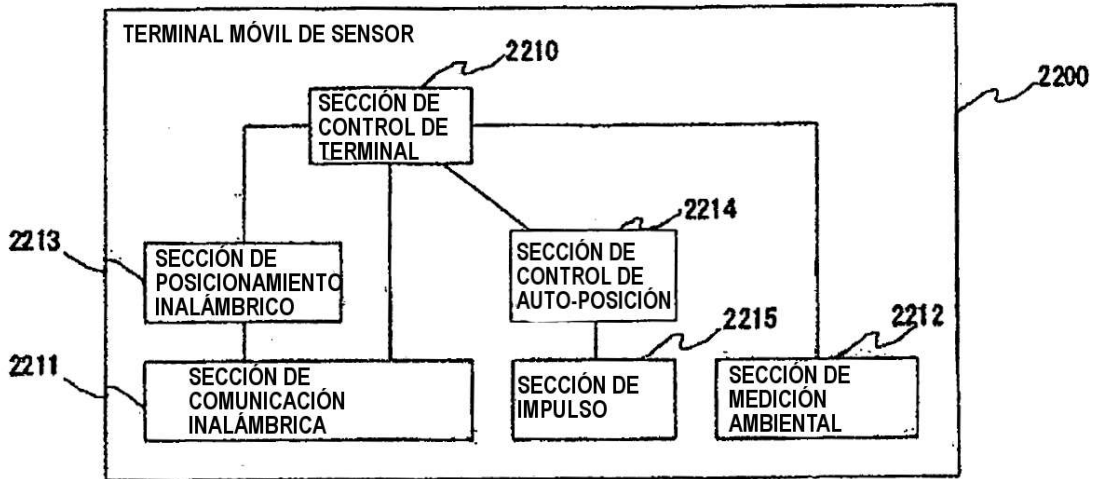 TERMINAL MÓVIL DE SENSOR
2210
2200
SECCIÓN DE
CONTROL DE
TERMINAL
2214
2213
SECCIÓN DE
POSICIONAMIENTO
INALÁMBRICO
SECCIÓN DE
CONTROL DE
AUTO-POSICIÓN
2215
2212
2211
SECCIÓN DE
COMUNICACIÓN
INALÁMBRICA
SECCIÓN DE
IMPULSO
SECCIÓN DE
MEDICIÓN
AMBIENTAL